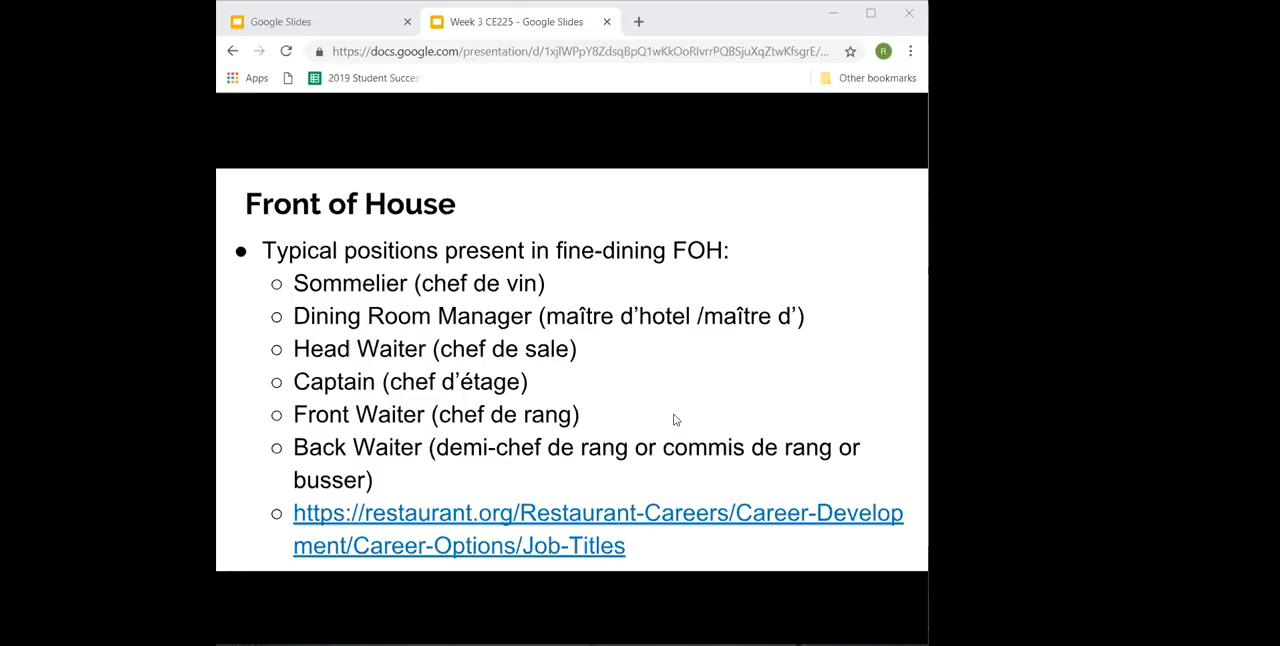 Google Slides
Week 3 CE225 - Google Slides
https://docs.google.com/presentation/d/1xjlWPpY8ZdsqBpQ1wKkOoRlvrrPQBSjuXqZtwKfsgrE/...
R
Apps
2019 Student Succes
Other bookmarks
Front of House
● Typical positions present in fine-dining FOH:
○ Sommelier (chef de vin)
○ Dining Room Manager (maître d’hotel /maître d’)
○ Head Waiter (chef de sale)
○ Captain (chef d’étage)
○ Front Waiter (chef de rang)
○ Back Waiter (demi-chef de rang or commis de rang or
busser)
○ https://restaurant.org/Restaurant-Careers/Career-Develop
ment/Career-Options/Job-Titles